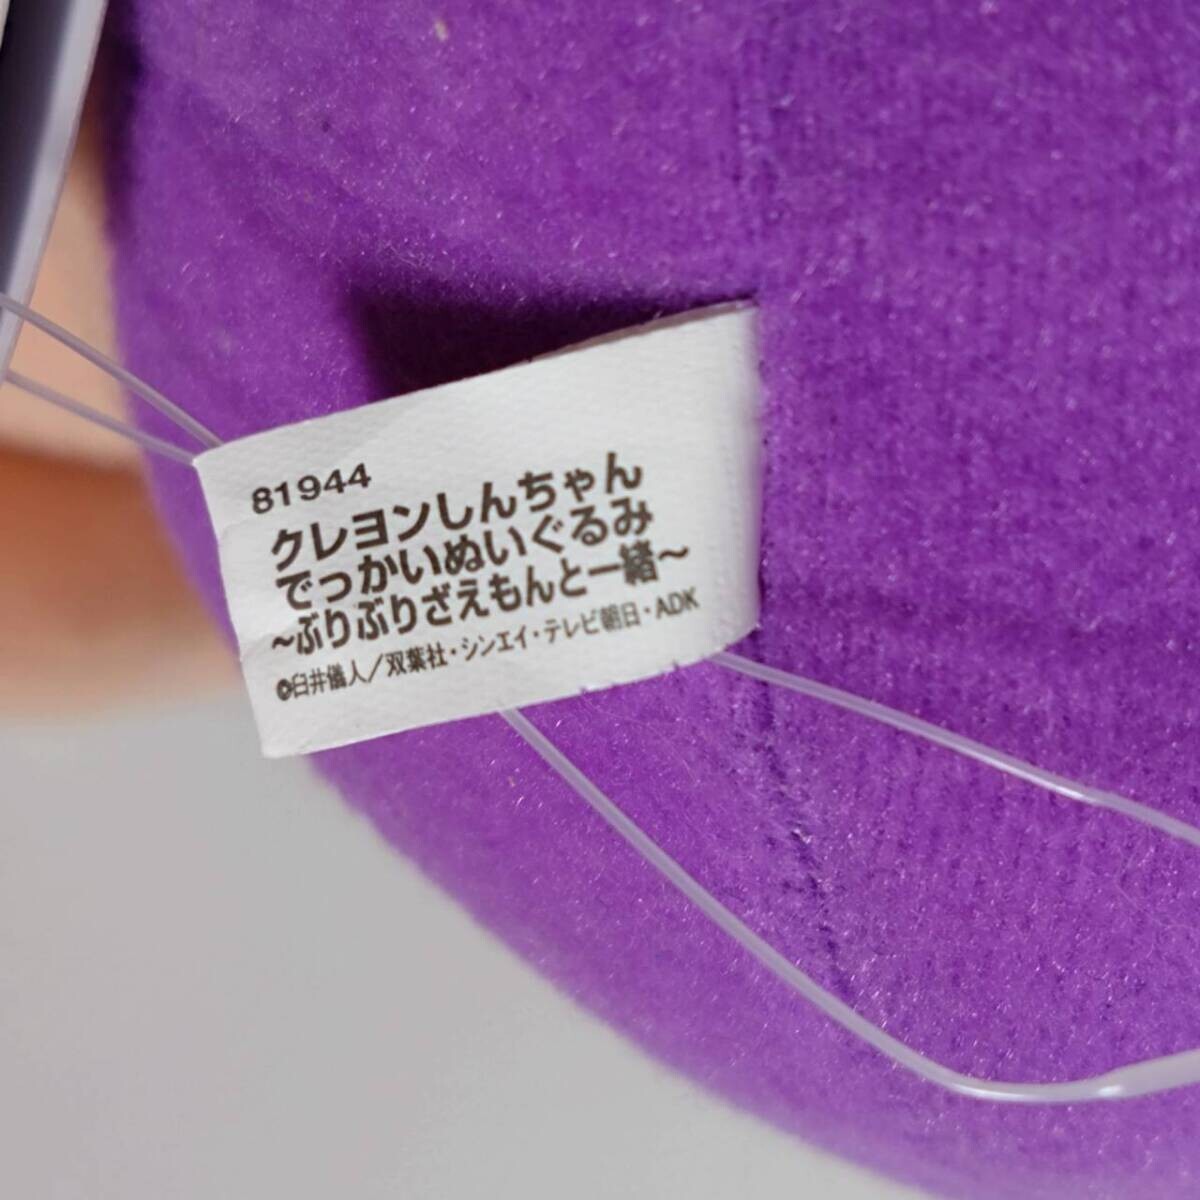 81944
クレヨンしんちゃん
でっかいぬいぐるみ
~ぶりぶりざえもんと一緒~
©臼井儀人/双葉社・シンエイ・テレビ朝日・ADK